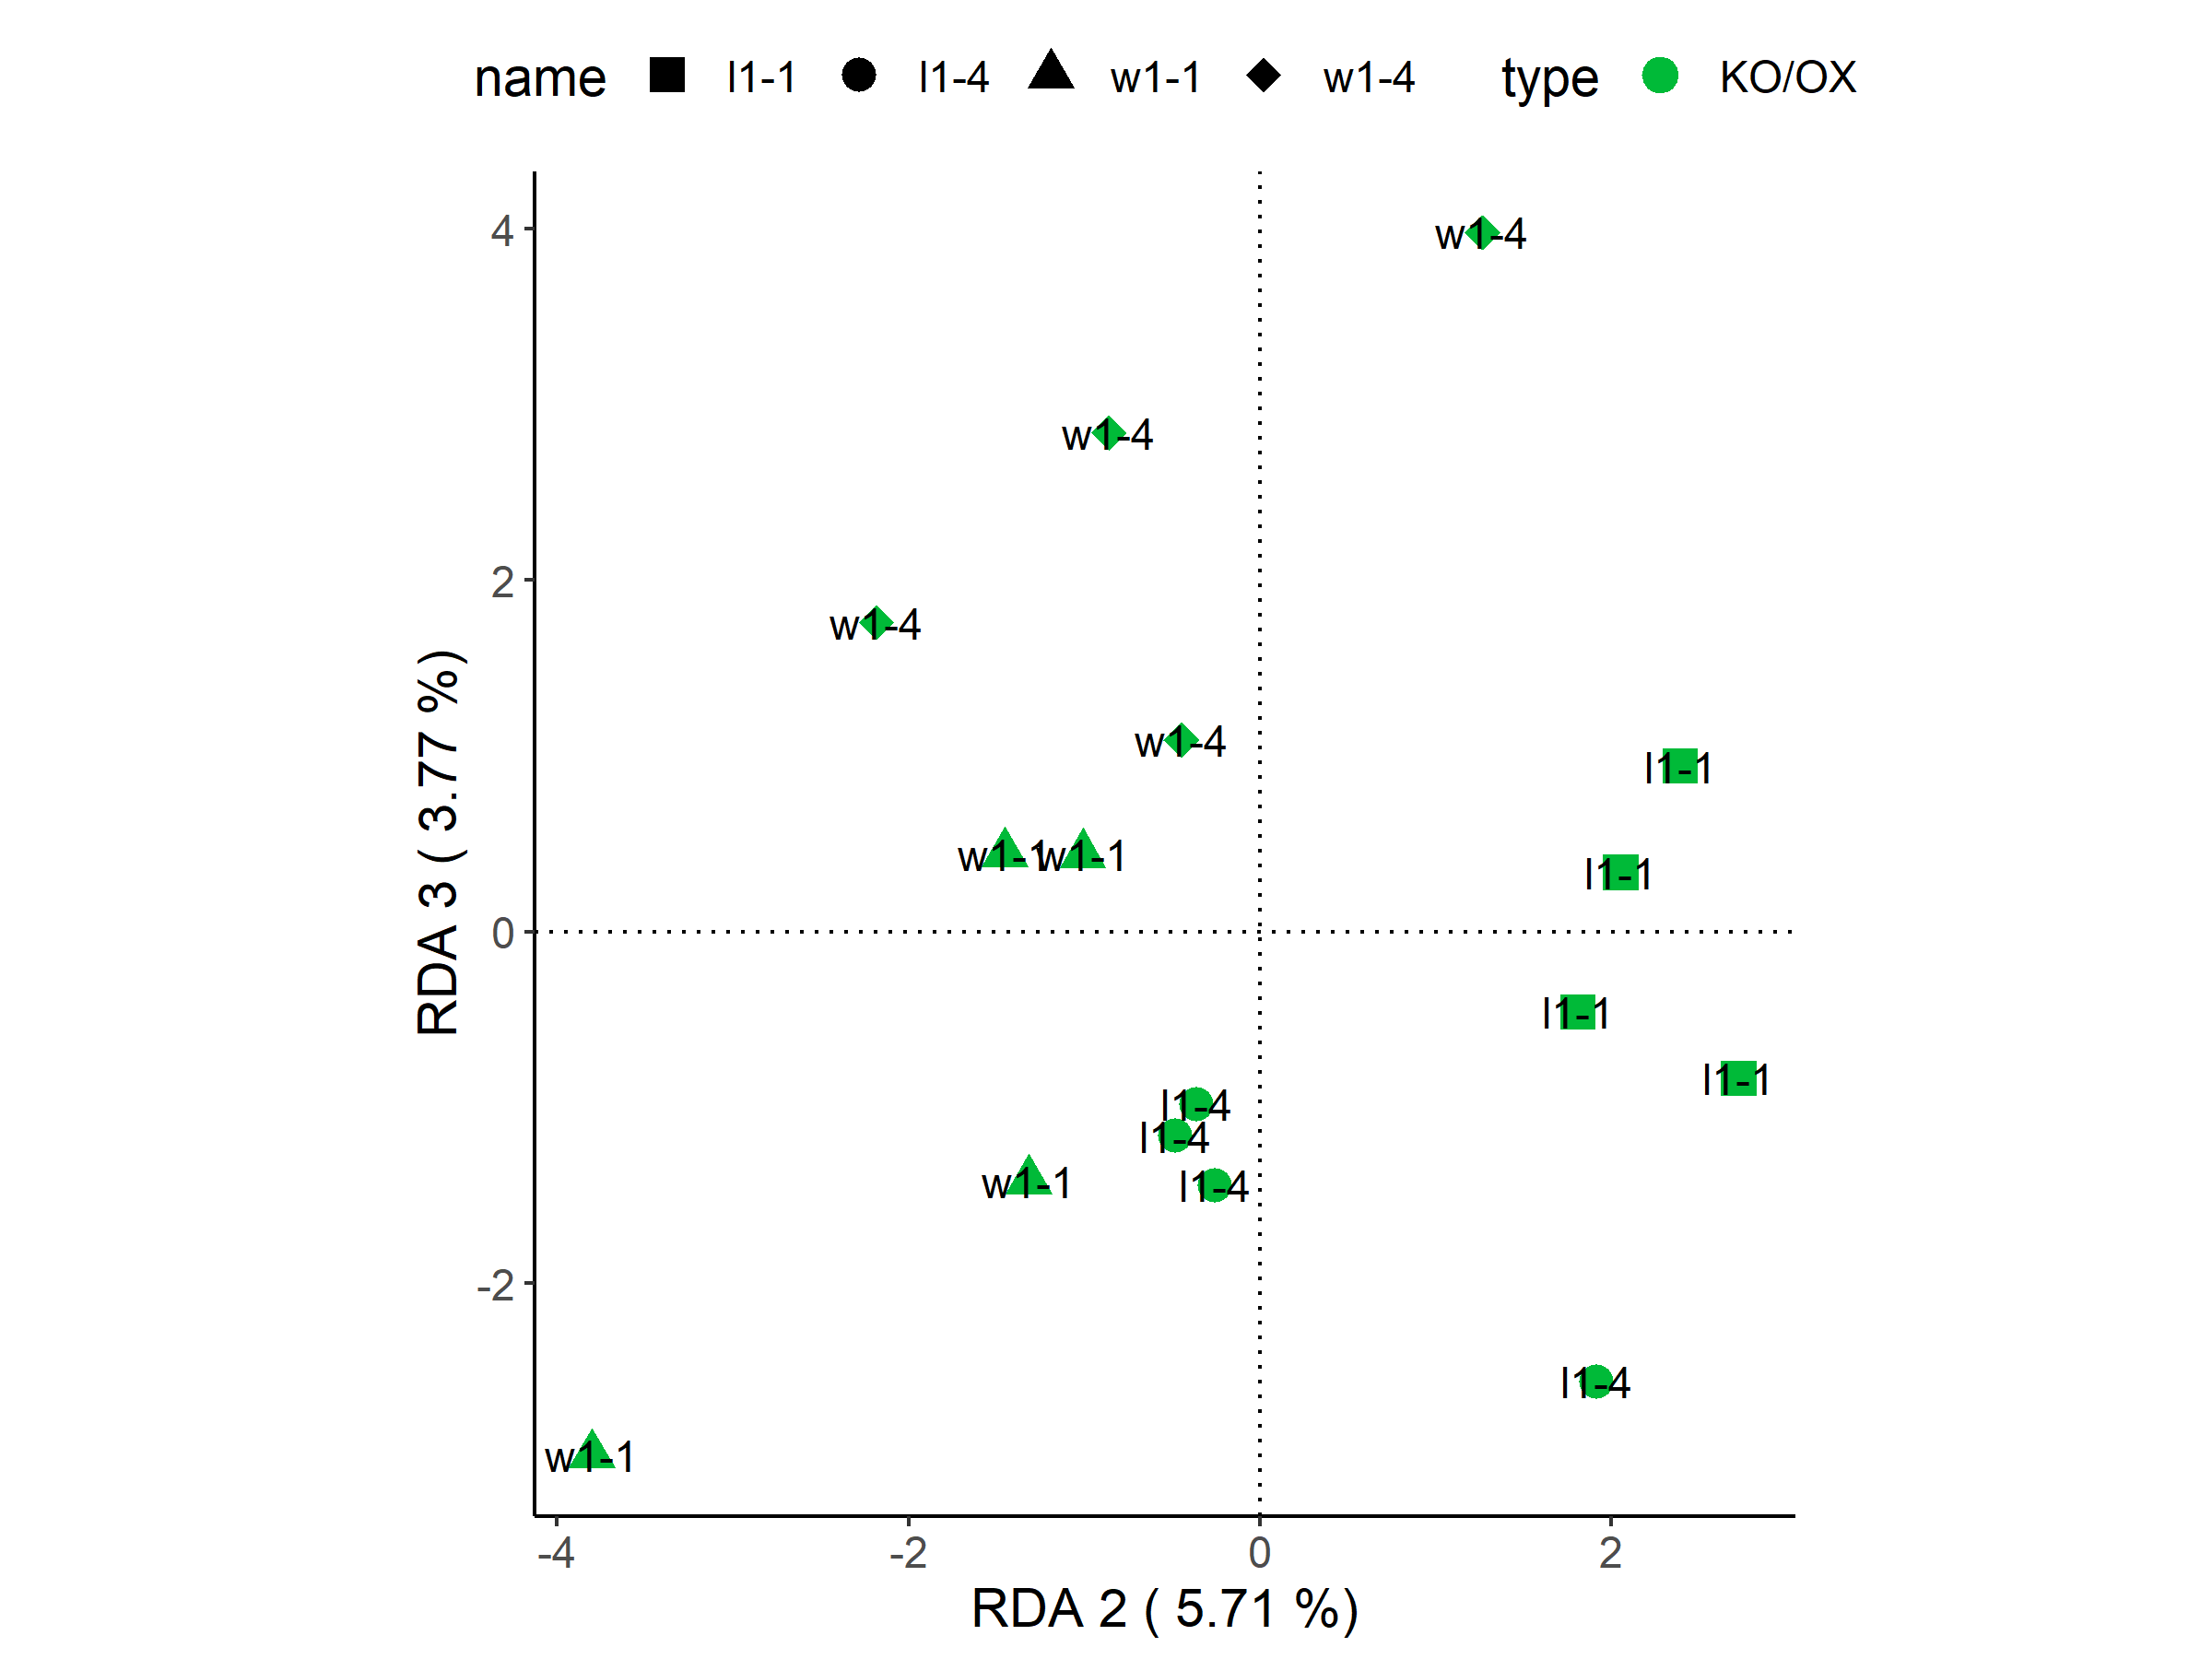 name l1-1 l1-4 w1-1 w1-4 type KO/OX
4
w1-4
w1-4
2
w1-4
w1-4
l1-1
w1-1 w1-1
l1-1
0
RDA 3 ( 3.77 %)
l1-1
l1-1
l1-4
l1-4
w1-1 l1-4
-2
l1-4
w1-1
-4 -2 0 2
RDA 2 ( 5.71 %)